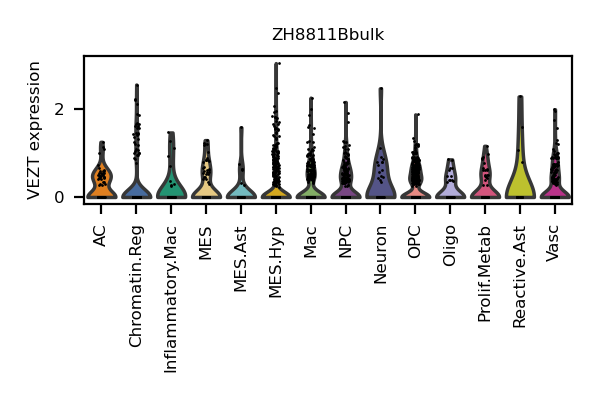 ZH8811Bbulk
VEZT expression
2
0
AC
Chromatin.Reg
Inflammatory.Mac
MES
MES.Ast
MES.Hyp
Mac
NPC
Neuron
OPC
Oligo
Prolif.Metab
Reactive.Ast
Vasc